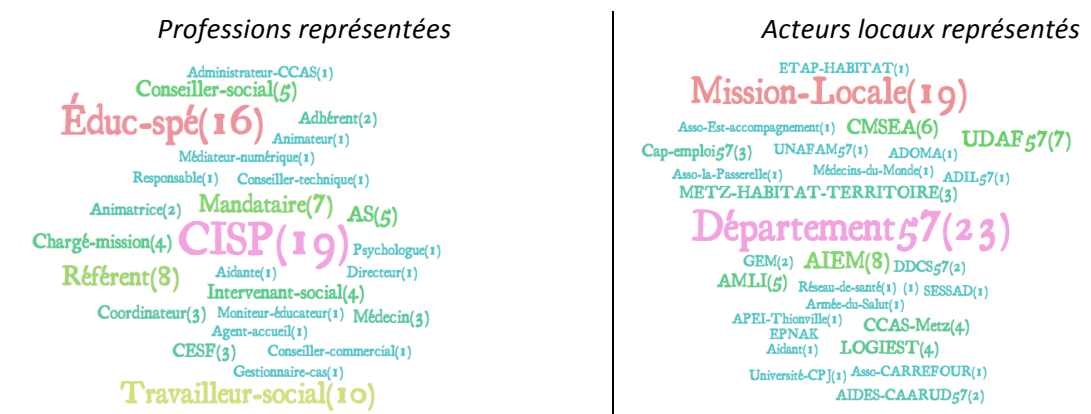 Professions représentées
Administrateur-CCAS(1)
Conseiller-social(5)
Éduc-spé(16)
Adhérent(2)
Animateur(1)
Médiateur-numérique(1)
Responsable(1) Conseiller-technique(1)
Animatrice(2) Mandataire(7) AS(5)
Chargé-mission(4) CISP(19) Psychologue(1)
Référent(8) Aidante(1) Directeur(1)
Intervenant-social(4)
Coordinateur(3) Moniteur-éducateur(1) Médecin(3)
Agent-accueil(1)
CESF(3) Conseiller-commercial(1)
Gestionnaire-cas(1)
Travailleur-social(10)
Acteurs locaux représentés
ETAP-HABITAT(1)
Mission-Locale(19)
Asso-Est-accompagnement(1) CMSEA(6) UDAF57(7)
Cap-emploi57(3) UNAFAM57(1) ADOMA(1)
Asso-la-Passerelle(1) Médecins-du-Monde(1) ADIL57(1)
METZ-HABITAT-TERRITOIRE(3)
Département57(23)
GEM(2) AIEM(8) DDCS57(2)
AMLI(5) Réseau-de-santé(1) (1) SESSAD(1)
Armée-du-Salut(1)
APEI-Thionville(1) CCAS-Metz(4)
EPNAK
Aidant(1) LOGIEST(4)
Université-CPJ(1) Asso-CARREFOUR(1)
AIDES-CAARUD57(2)